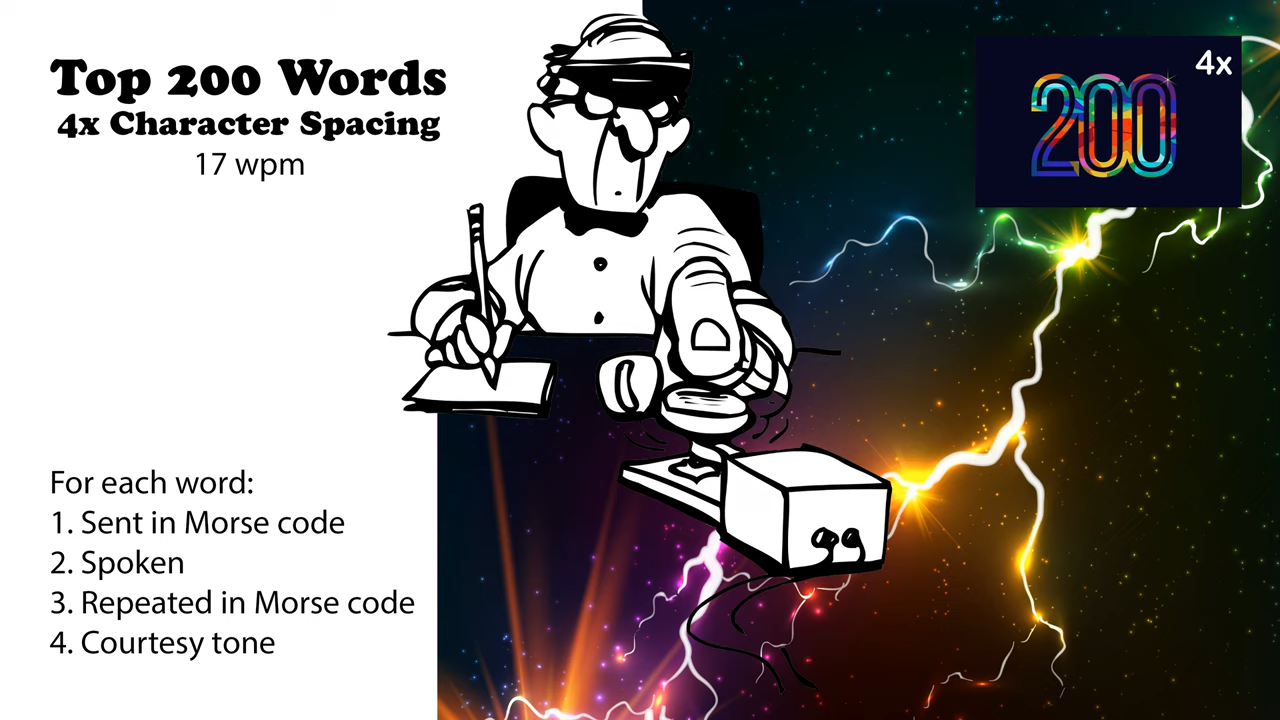 Top 200 Words
4x Character Spacing
17 wpm
4x
200
For each word:
1. Sent in Morse code
2. Spoken
3. Repeated in Morse code
4. Courtesy tone